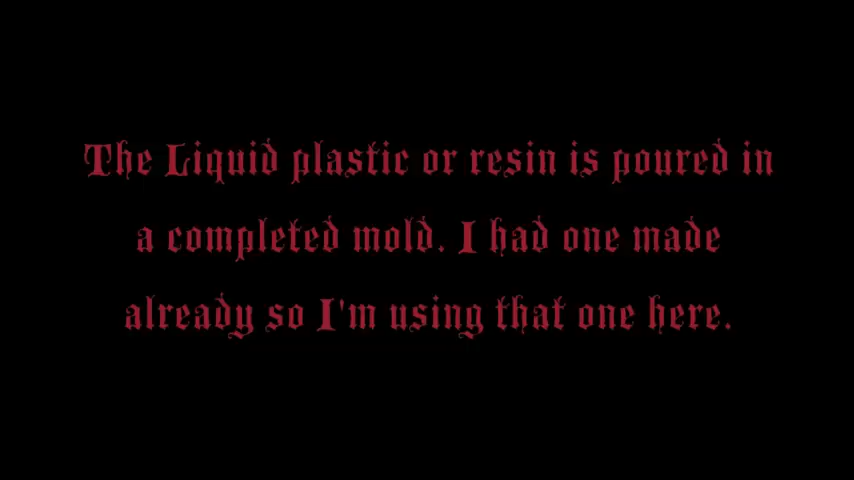 The Liquid plastic or resin is poured in
a completed mold. I had one made
already so I'm using that one here.